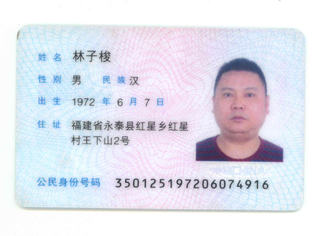 姓名 林子梭
性别 男 民族 汉
出生 1972 年 6 月 7 日
住址 福建省永泰县红星乡红星
村王下山2号
公民身份号码 350125197206074916